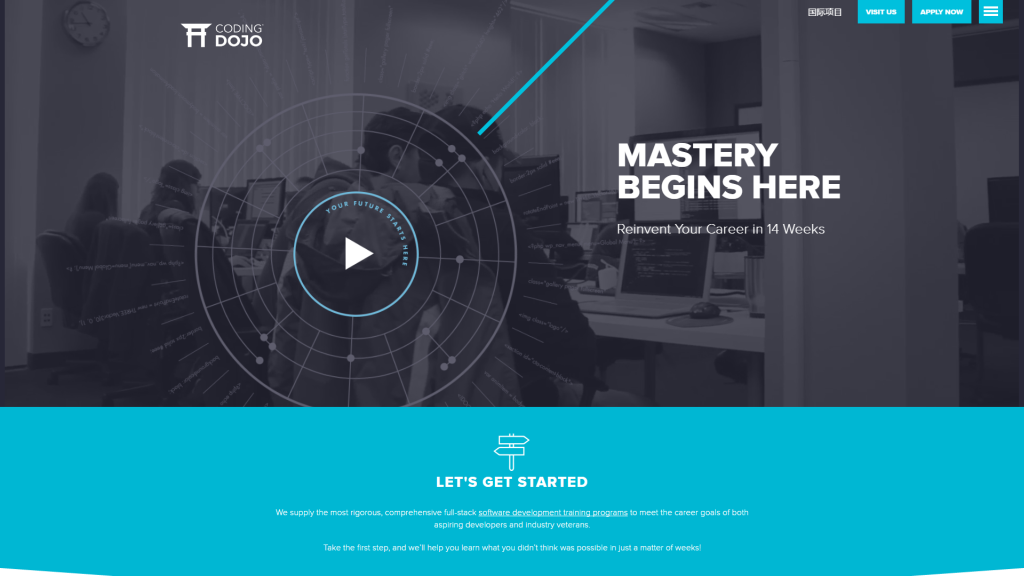 CODING
DOJO
国际项目
VISIT US
APPLY NOW
YOUR FUTURE STARTS HERE
MASTERY
BEGINS HERE
Reinvent Your Career in 14 Weeks
LET'S GET STARTED
We supply the most rigorous, comprehensive full-stack software development training programs to meet the career goals of both
aspiring developers and industry veterans.
Take the first step, and we'll help you learn what you didn't think was possible in just a matter of weeks!